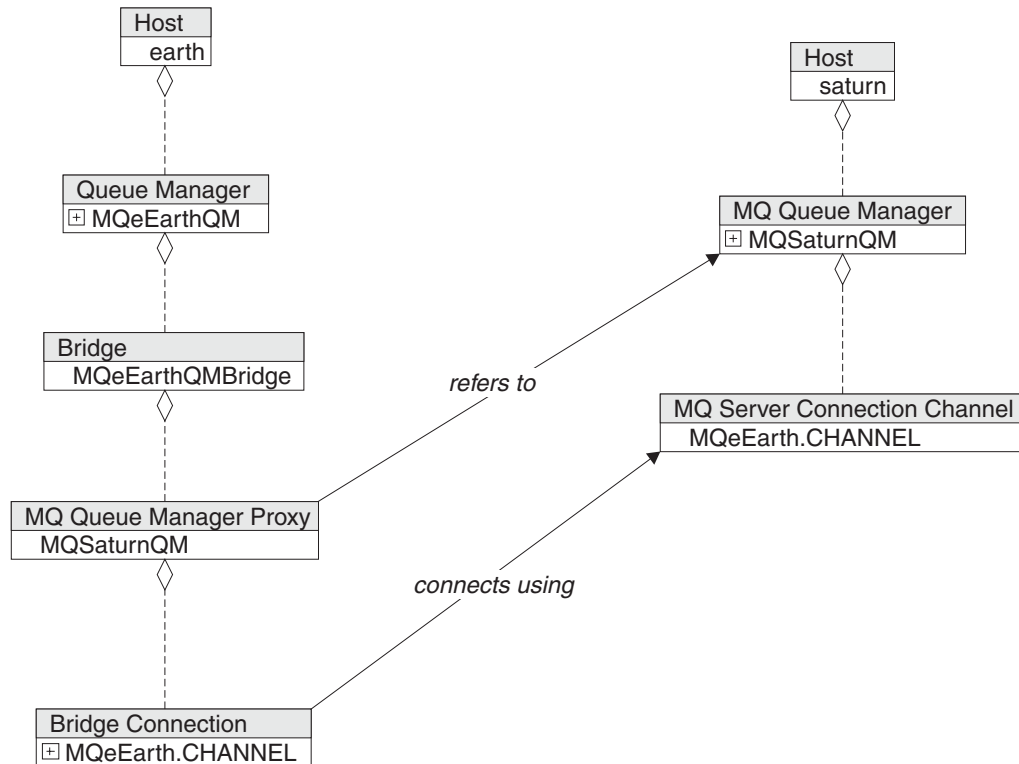 Host
earth
Queue Manager
MQeEarthQM
Bridge
MQeEarthQMBridge
MQ Queue Manager Proxy
MQSaturnQM
Bridge Connection
MQeEarth.CHANNEL
refers to
connects using
Host
saturn
MQ Queue Manager
MQSaturnQM
MQ Server Connection Channel
MQeEarth.CHANNEL